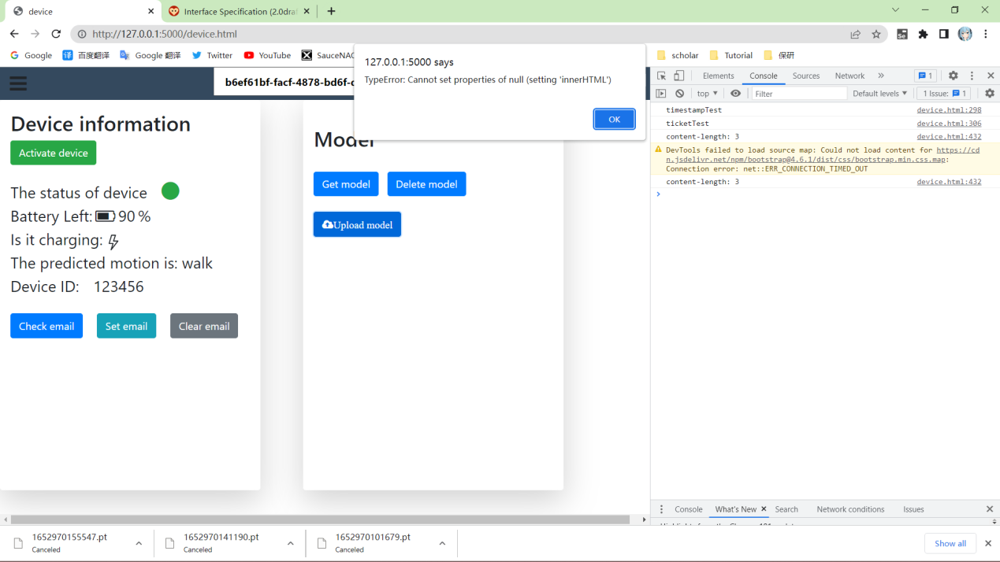 device
Interface Specification (2.0dra
http://127.0.0.1:5000/device.html
Google
百度翻译
Google 翻译
Twitter
YouTube
SauceNAO
scholar
Tutorial
保研
127.0.0.1:5000 says
TypeError: Cannot set properties of null (setting 'innerHTML')
OK
b6ef61bf-facf-4878-bd6f-c
Device information
Activate device
The status of device
Battery Left: 90 %
Is it charging:
The predicted motion is: walk
Device ID: 123456
Check email
Set email
Clear email
Model
Get model
Delete model
Upload model
Elements
Console
Sources
Network
1
top
Filter
Default levels
1 Issue: 1
timestampTest device.html:298
ticketTest device.html:306
content-length: 3 device.html:432
DevTools failed to load source map: Could not load content for https://cd
n.jsdelivr.net/npm/bootstrap@4.6.1/dist/css/bootstrap.min.css.map:
Connection error: net::ERR_CONNECTION_TIMED_OUT
content-length: 3 device.html:432
Console
What's New
Search
Network conditions
Issues
1652970155547.pt
Canceled
1652970141190.pt
Canceled
1652970101679.pt
Canceled
Show all